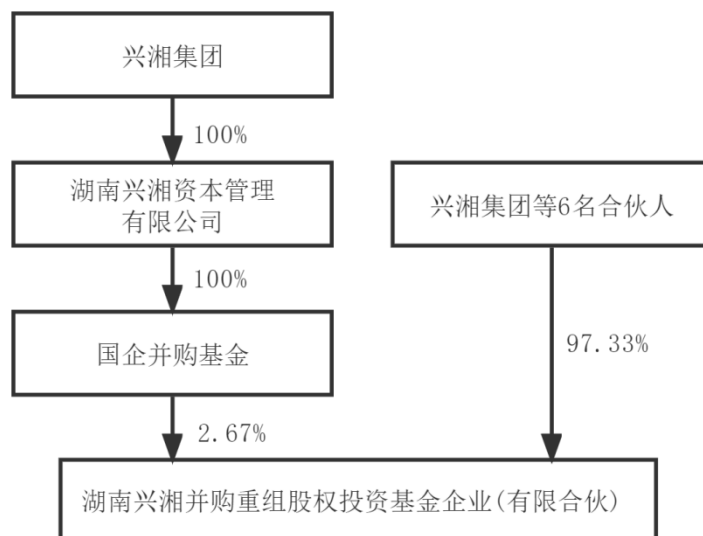 兴湘集团
100%
湖南兴湘资本管理
有限公司
兴湘集团等6名合伙人
100%
国企并购基金
97.33%
2.67%
湖南兴湘并购重组股权投资基金企业(有限合伙)